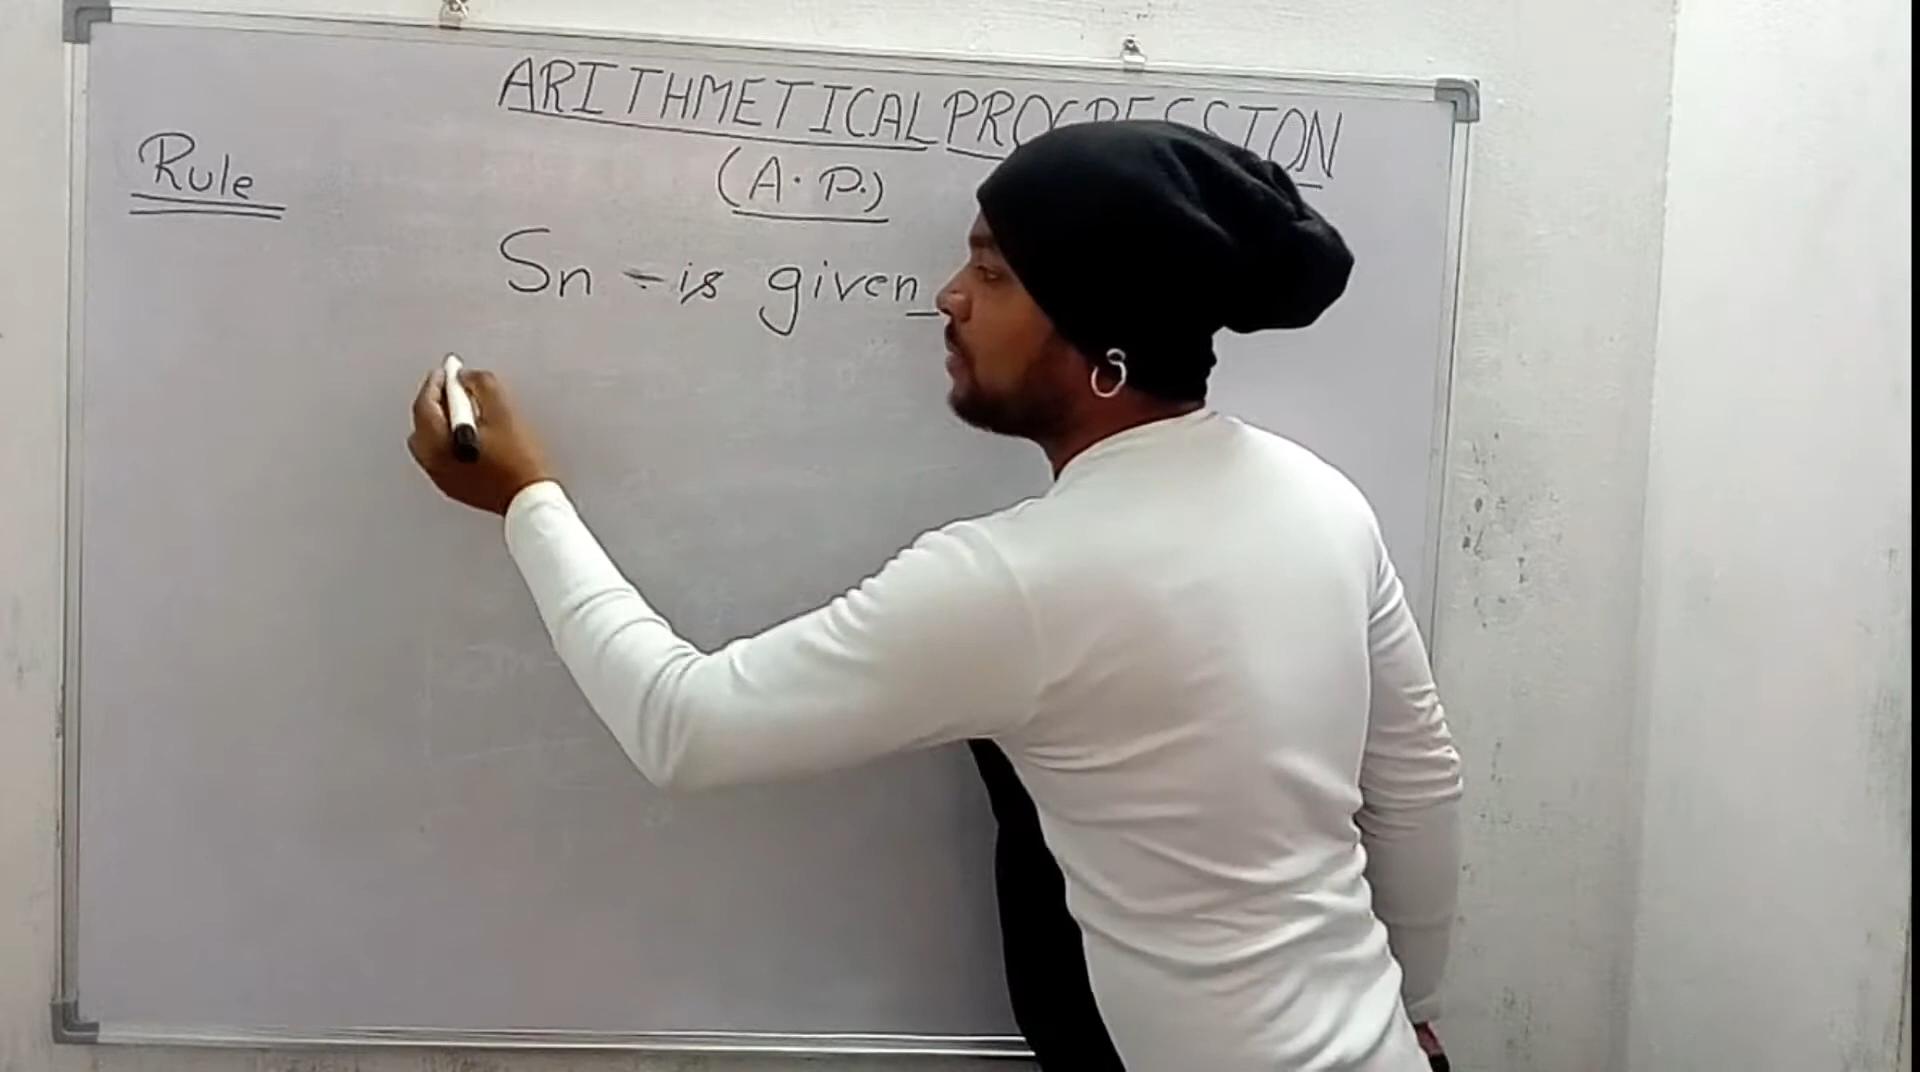 ARITHMETICAL PROGRESSION
(A.P.)
Rule
Sn - is given